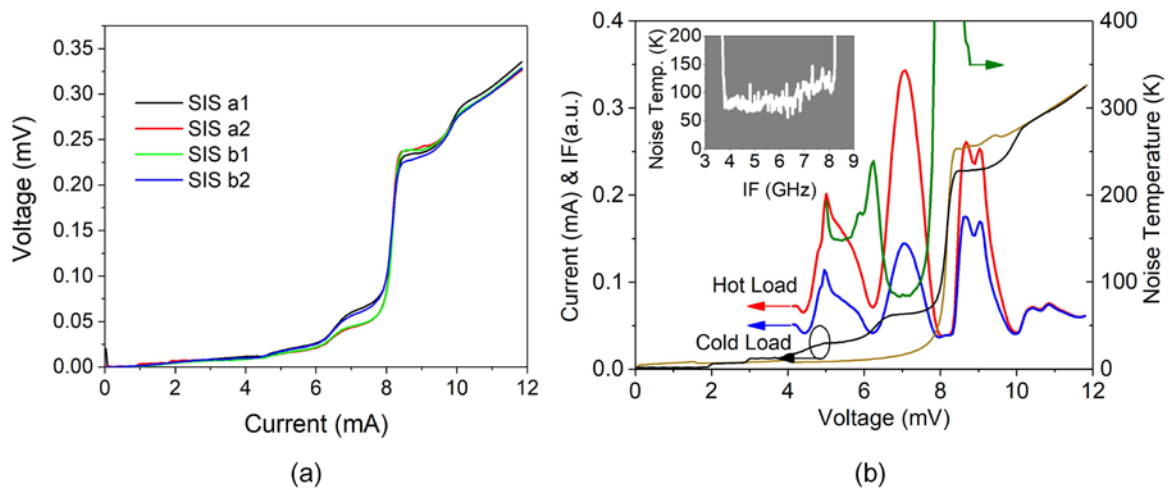 0.35
0.30
0.25
0.20
0.15
0.10
0.05
0.00
Voltage (mV)
SIS a1
SIS a2
SIS b1
SIS b2
0 2 4 6 8 10 12
Current (mA)
(a)
0.4
0.3
0.2
0.1
0.0
Current (mA) & IF(a.u.)
200
150
100
50
0
Noise Temp. (K)
3 4 5 6 7 8 9
IF (GHz)
Hot Load
Cold Load
400
300
200
100
0
Noise Temperature (K)
0 2 4 6 8 10 12
Voltage (mV)
(b)